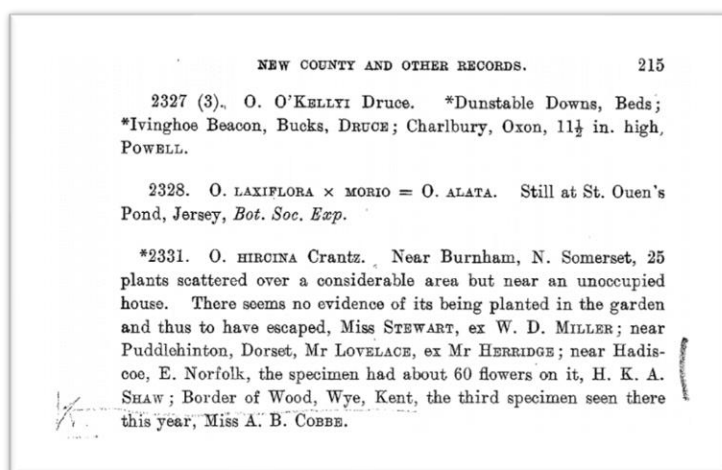 NEW COUNTY AND OTHER RECORDS. 215
2327 (3). O. O'KELLYI Druce. *Dunstable Downs, Beds;
*Ivinghoe Beacon, Bucks, DRUCE; Charlbury, Oxon, 11½ in. high,
POWELL.
2328. O. LAXIFLORA × MORIO = O. ALATA. Still at St. Ouen's
Pond, Jersey, Bot. Soc. Exp.
*2331. O. HIRCINA Crantz. Near Burnham, N. Somerset, 25
plants scattered over a considerable area but near an unoccupied
house. There seems no evidence of its being planted in the garden
and thus to have escaped, Miss STEWART, ex W. D. MILLER; near
Puddlehinton, Dorset, Mr LOVELACE, ex Mr HERRIDGE; near Hadis-
coe, E. Norfolk, the specimen had about 60 flowers on it, H. K. A.
SHAW; Border of Wood, Wye, Kent, the third specimen seen there
this year, Miss A. B. COBBE.